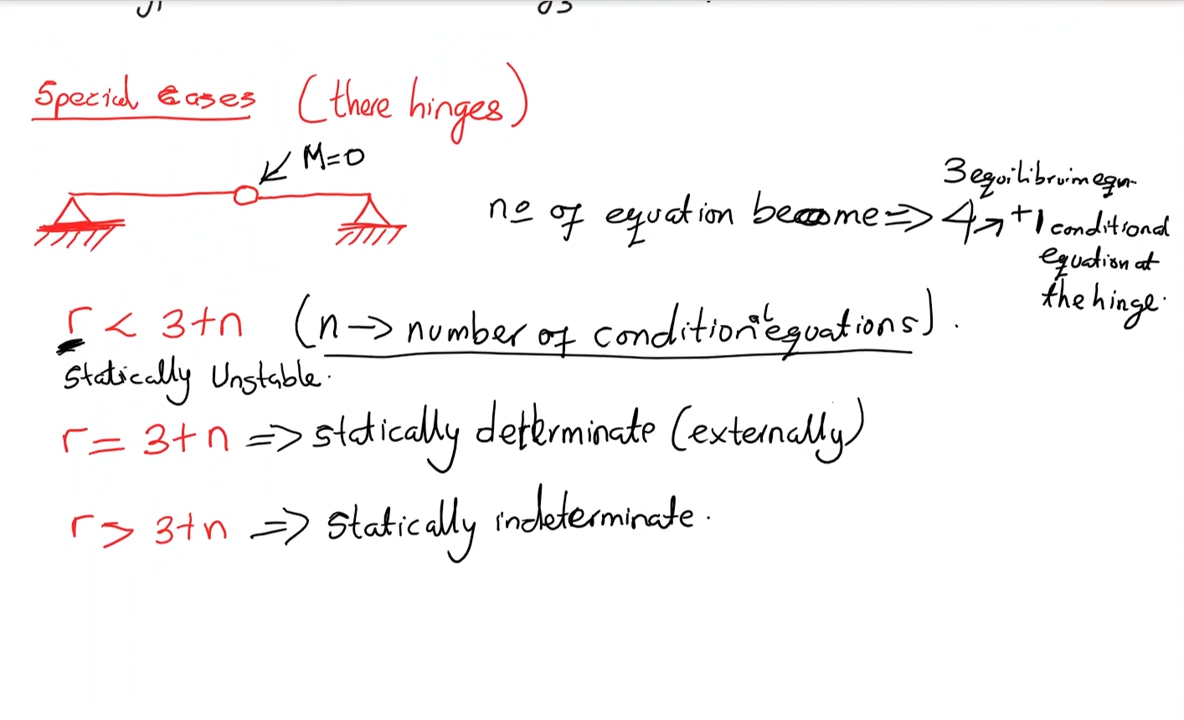 Special cases (there hinges)
M=0
3 equilibruim eqn.
nº of equation become => 4 → +1 conditional
equation at
the hinge.
r < 3+n (n → number of conditional equations).
Statically Unstable.
r = 3+n => statically determinate (externally)
r > 3+n => statically indeterminate.